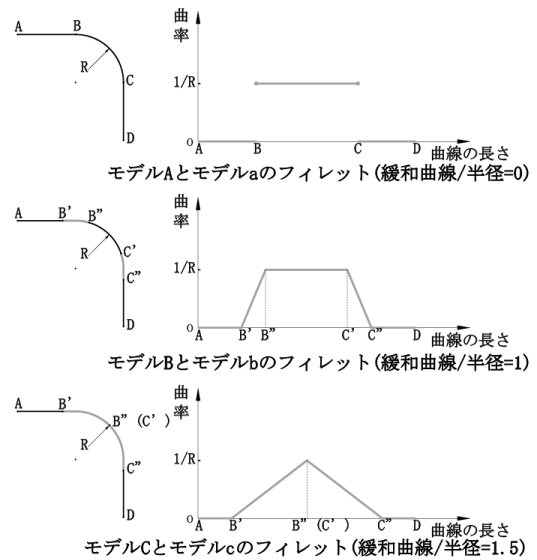 A B
R
C
D
曲率
1/R
0
A B C D 曲線の長さ
モデルAとモデルaのフィレット(緩和曲線/半径=0)
A B' B”
R
C'
C”
D
曲率
1/R
0
A B' B” C' C” D 曲線の長さ
モデルBとモデルbのフィレット(緩和曲線/半径=1)
A B'
B” (C' )
R
C”
D
曲率
1/R
0
A B' B” (C' ) C” D 曲線の長さ
モデルCとモデルcのフィレット(緩和曲線/半径=1.5)